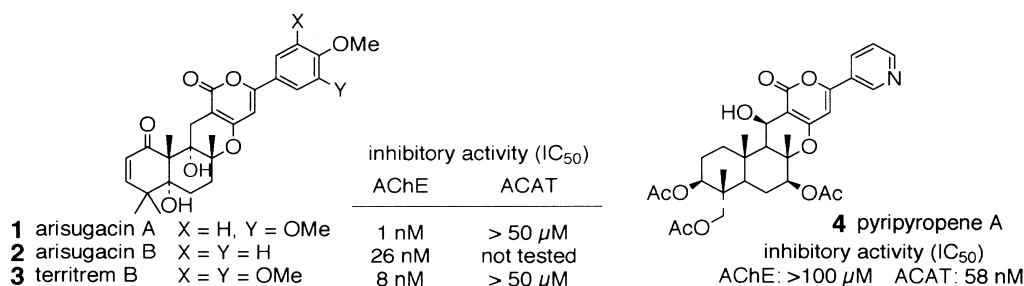 X
OMe
O
O
Y
O
O
OH
OH
inhibitory activity (IC50)
AChE ACAT
1 arisugacin A X = H, Y = OMe 1 nM > 50 µM
2 arisugacin B X = Y = H 26 nM not tested
3 territrem B X = Y = OMe 8 nM > 50 µM
O
O
N
HO
O
AcO
OAc
AcO
4 pyripyropene A
inhibitory activity (IC50)
AChE: >100 µM ACAT: 58 nM